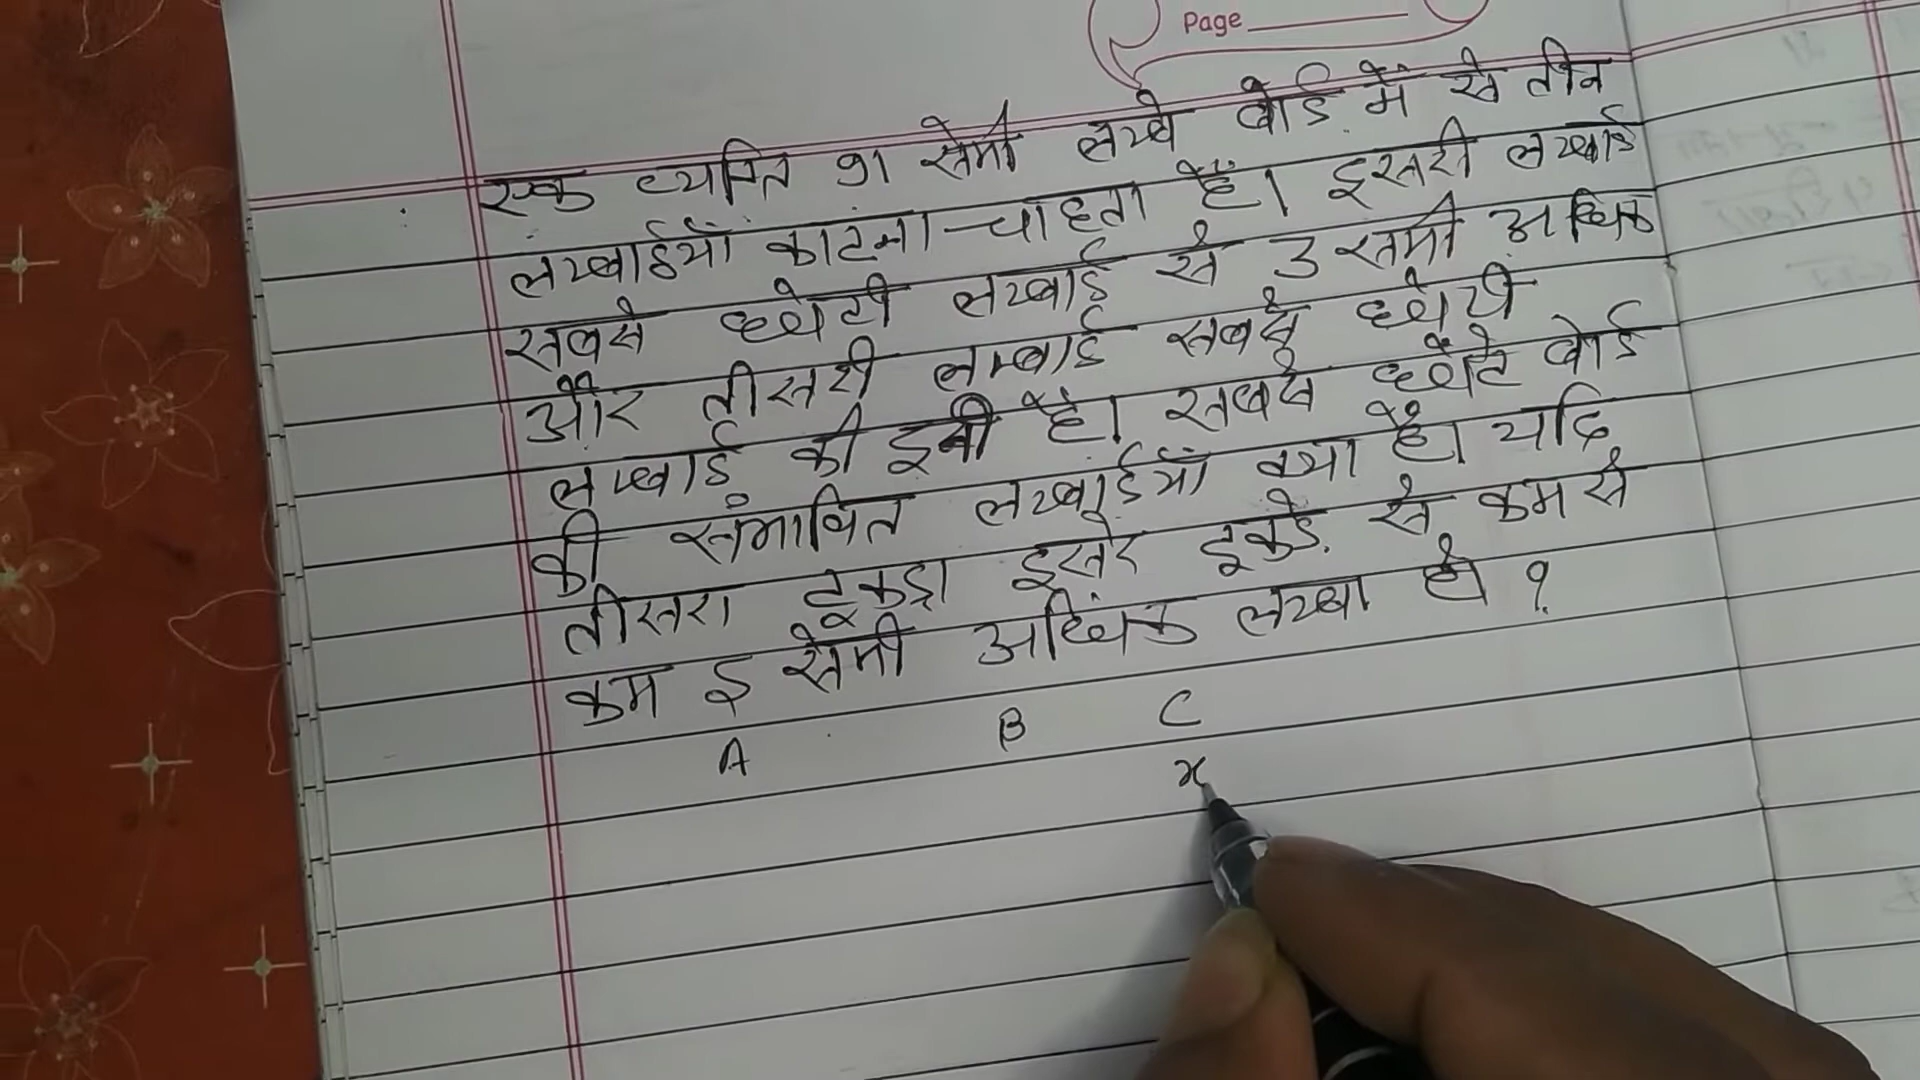 Page
एक व्यक्ति 91 सेमी लम्बे बोर्ड में से तीन
लम्बाईयाँ काटना चाहता है। दूसरी लम्बाई
सबसे छोटी लम्बाई से 3 सेमी अधिक
और तीसरी लम्बाई सबसे छोटी
लम्बाई की दूनी है। सबसे छोटे बोर्ड
की संभावित लम्बाईयाँ क्या है। यदि
तीसरा टूकड़ा दूसरे टूकडे से कम से
कम 5 सेमी अधिक लम्बा हो ?
A B C
x